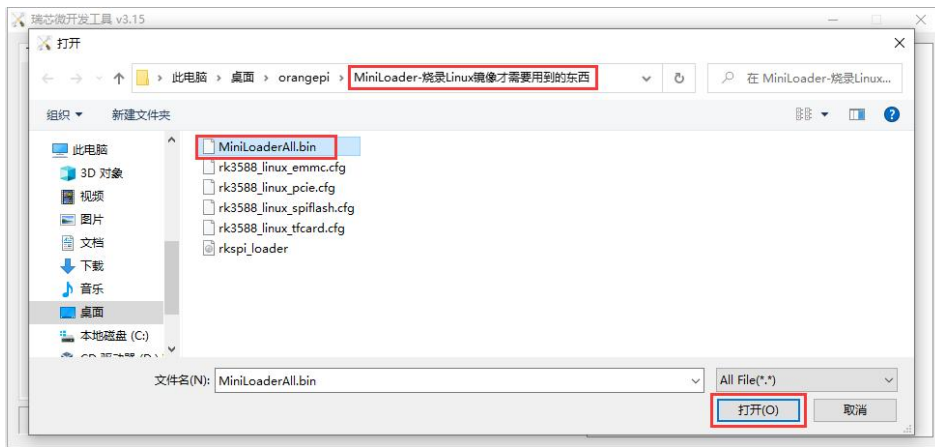 瑞芯微开发工具 v3.15
打开
此电脑 › 桌面 › orangepi › MiniLoader-烧录Linux镜像才需要用到的东西
在 MiniLoader-烧录Linux...
组织 新建文件夹
此电脑
3D 对象
视频
图片
文档
下载
音乐
桌面
本地磁盘 (C:)
MiniLoaderAll.bin
rk3588_linux_emmc.cfg
rk3588_linux_pcie.cfg
rk3588_linux_spiflash.cfg
rk3588_linux_tfcard.cfg
rkspi_loader
文件名(N): MiniLoaderAll.bin
All File(*.*)
打开(O) 取消